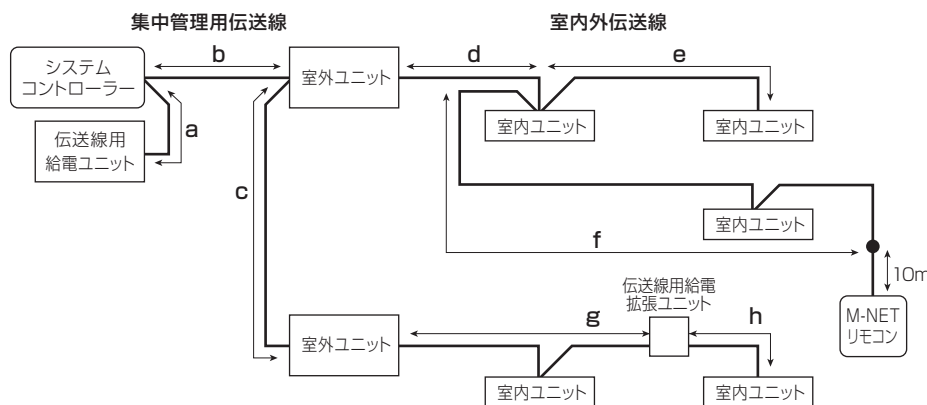 集中管理用伝送線
室内外伝送線
システム
コントローラー
b
室外ユニット
d
e
a
伝送線用
給電ユニット
室内ユニット
室内ユニット
c
室内ユニット
f
10m
伝送線用給電
拡張ユニット
M-NET
リモコン
g
h
室外ユニット
室内ユニット
室内ユニット